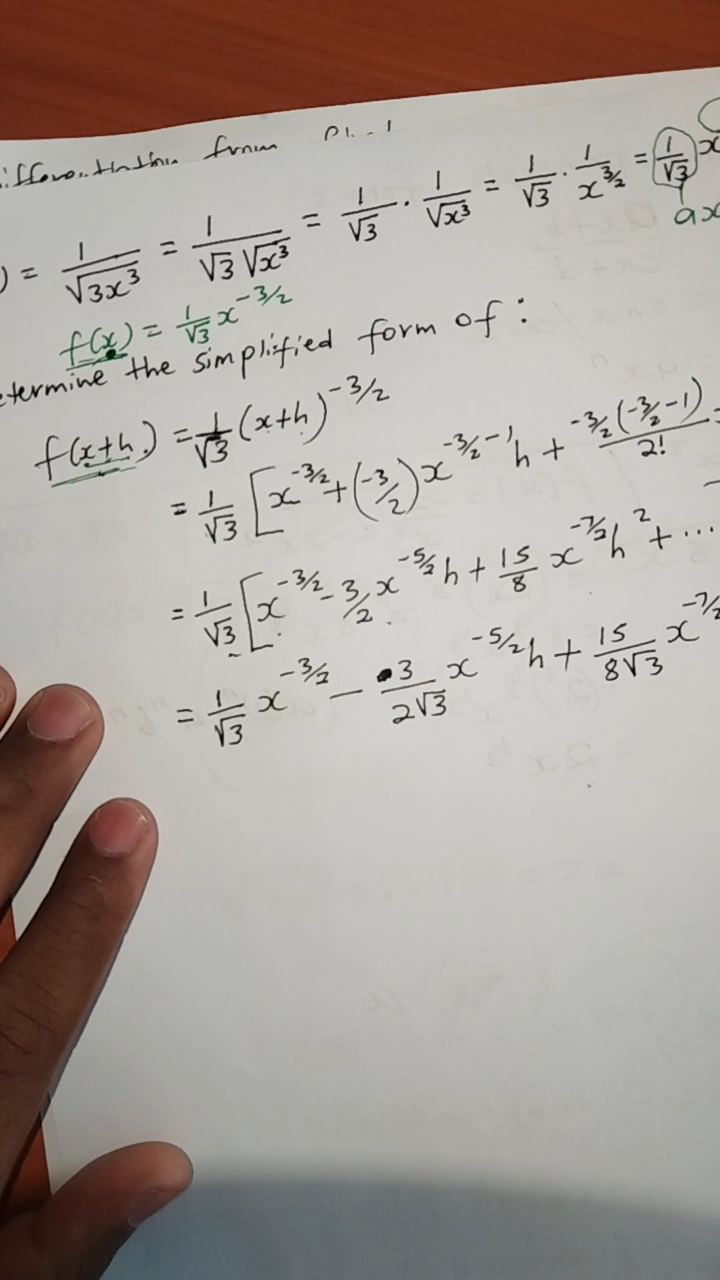 from
) = 1/√(3x³) = 1/(√3 √x³) = 1/√3 · 1/√x³ = 1/√3 · 1/x^(3/2) = 1/√3 x
ax
f(x) = 1/√3 x^(-3/2)
etermine the simplified form of :
f(x+h) = 1/√3 (x+h)^(-3/2)
= 1/√3 [x^(-3/2) + (-3/2) x^(-3/2-1) h + -3/2(-3/2-1)/2!
= 1/√3 [x^(-3/2) - 3/2 x^(-5/2) h + 15/8 x^(-7/2) h² + ...
= 1/√3 x^(-3/2) - 3/(2√3) x^(-5/2) h + 15/(8√3) x^(-7/2)